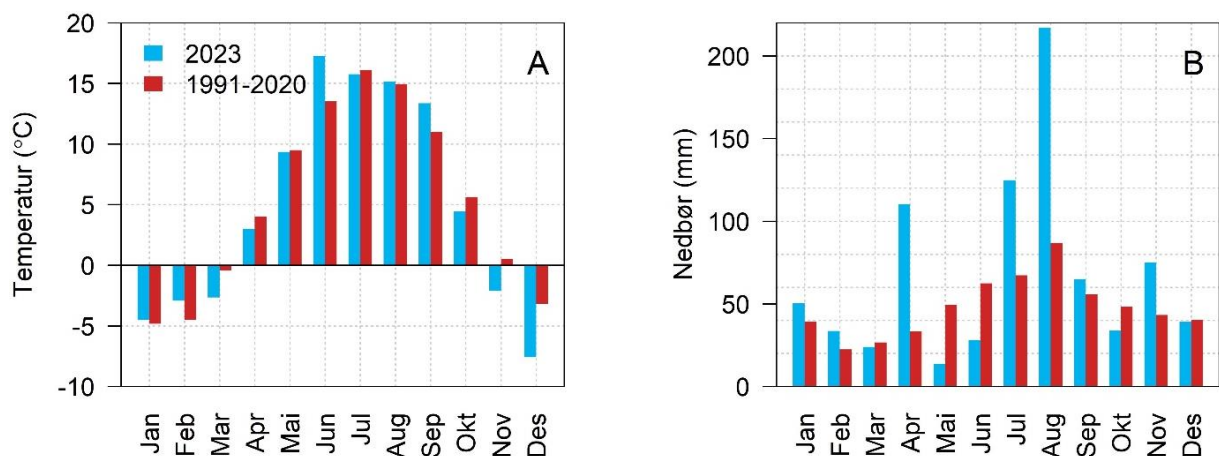 Temperatur (°C)
20
15
10
5
0
-5
-10
2023
1991-2020
A
Jan
Feb
Mar
Apr
Mai
Jun
Jul
Aug
Sep
Okt
Nov
Des
Nedbør (mm)
200
150
100
50
0
B
Jan
Feb
Mar
Apr
Mai
Jun
Jul
Aug
Sep
Okt
Nov
Des